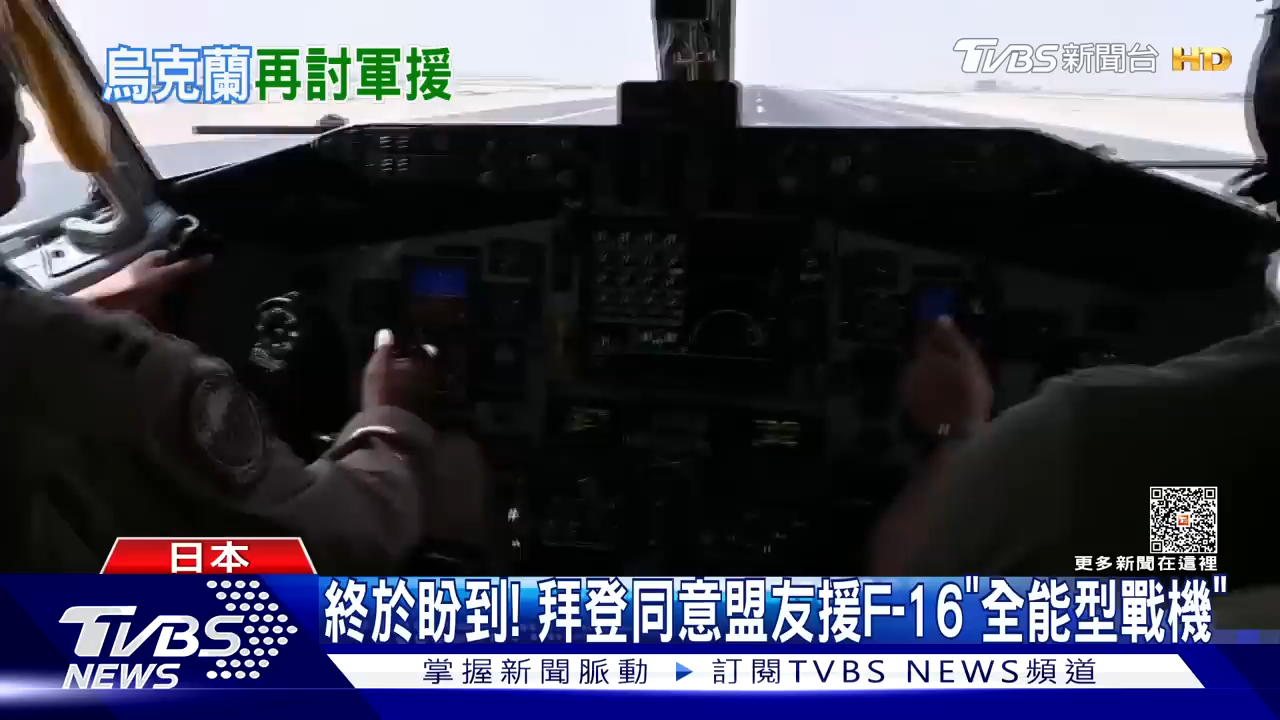 烏克蘭再討軍援
TVBS新聞台 HD
更多新聞在這裡
日本
終於盼到! 拜登同意盟友援F-16"全能型戰機"
TVBS NEWS
掌握新聞脈動 ▶ 訂閱TVBS NEWS頻道